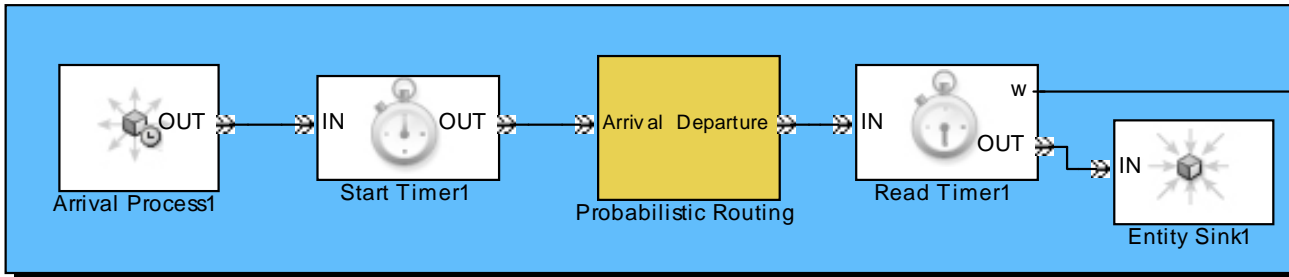 OUT
Arrival Process1
IN
OUT
Start Timer1
Arrival Departure
Probabilistic Routing
IN
w
OUT
Read Timer1
IN
Entity Sink1